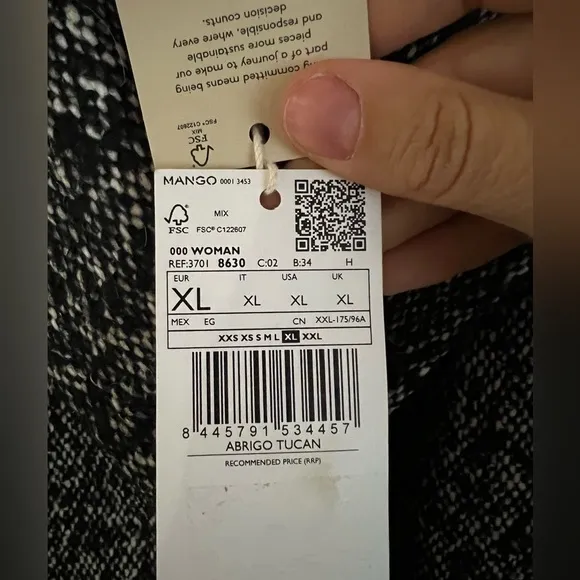 decision counts.
and responsible, where every
pieces more sustainable
part of a journey to make our
committed means being
FSC
MIX
FSC® C122607
MANGO 0001 3453
FSC
MIX
FSC® C122607
000 WOMAN
REF:3701 8630 C:02 B:34 H
EUR IT USA UK
XL XL XL XL
MEX EG CN XXL-175/96A
XXS XS S M L XL XXL
8 445791 534457
ABRIGO TUCAN
RECOMMENDED PRICE (RRP)